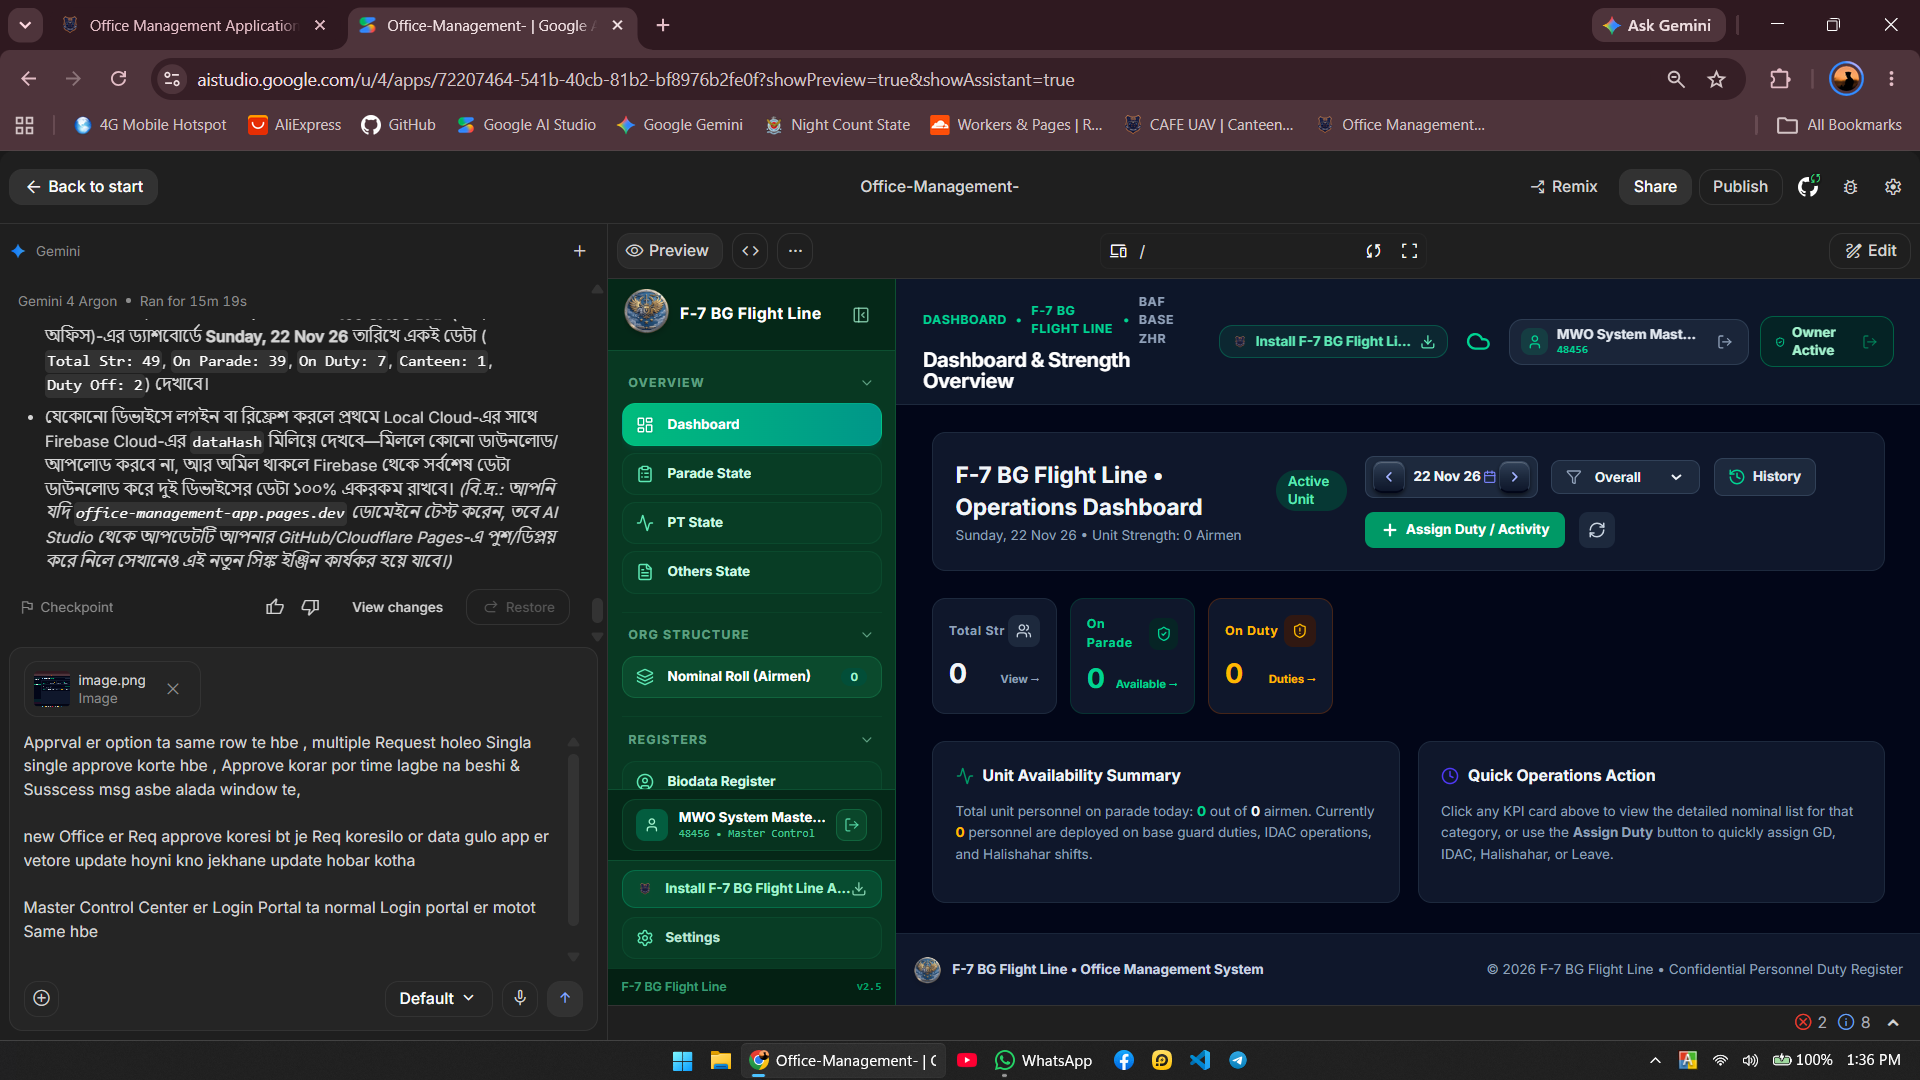 Office Management Application
Office-Management- | Google A
Ask Gemini
aistudio.google.com/u/4/apps/72207464-541b-40cb-81b2-bf8976b2fe0f?showPreview=true&showAssistant=true
4G Mobile Hotspot
AliExpress
GitHub
Google AI Studio
Google Gemini
Night Count State
Workers & Pages | R...
CAFE UAV | Canteen...
Office Management...
All Bookmarks
Back to start
Office-Management-
Remix
Share
Publish
Gemini
Preview
/
Edit
Gemini 4 Argon • Ran for 15m 19s
অফিস)-এর ড্যাশবোর্ডে Sunday, 22 Nov 26 তারিখে একই ডেটা (
Total Str: 49, On Parade: 39, On Duty: 7, Canteen: 1,
Duty Off: 2) দেখাবে।
• যেকোনো ডিভাইসে লগইন বা রিফ্রেশ করলে প্রথমে Local Cloud-এর সাথে
Firebase Cloud-এর dataHash মিলিয়ে দেখবে—মিললে কোনো ডাউনলোড/
আপলোড করবে না, আর অমিল থাকলে Firebase থেকে সর্বশেষ ডেটা
ডাউনলোড করে দুই ডিভাইসের ডেটা ১০০% একরকম রাখবে। (বি.দ্র.: আপনি
যদি office-management-app.pages.dev ডোমেইনে টেস্ট করেন, তবে AI
Studio থেকে আপডেটটি আপনার GitHub/Cloudflare Pages-এ পুশ/ডিপ্লয়
করে নিলে সেখানেও এই নতুন সিঙ্ক ইঞ্জিন কার্যকর হয়ে যাবে।)
Checkpoint
View changes
Restore
image.png
Image
Apprval er option ta same row te hbe , multiple Request holeo Singla
single approve korte hbe , Approve korar por time lagbe na beshi &
Susscess msg asbe alada window te,
new Office er Req approve koresi bt je Req koresilo or data gulo app er
vetore update hoyni kno jekhane update hobar kotha
Master Control Center er Login Portal ta normal Login portal er motot
Same hbe
Default
F-7 BG Flight Line
OVERVIEW
Dashboard
Parade State
PT State
Others State
ORG STRUCTURE
Nominal Roll (Airmen) 0
REGISTERS
Biodata Register
MWO System Maste...
48456 • Master Control
Install F-7 BG Flight Line A...
Settings
F-7 BG Flight Line v2.5
DASHBOARD • F-7 BG FLIGHT LINE • BAF BASE ZHR
Dashboard & Strength
Overview
Install F-7 BG Flight Li...
MWO System Mast...
48456
Owner
Active
F-7 BG Flight Line •
Operations Dashboard
Sunday, 22 Nov 26 • Unit Strength: 0 Airmen
Active
Unit
22 Nov 26
Overall
History
Assign Duty / Activity
Total Str
0 View→
On
Parade
0 Available→
On Duty
0 Duties→
Unit Availability Summary
Total unit personnel on parade today: 0 out of 0 airmen. Currently
0 personnel are deployed on base guard duties, IDAC operations,
and Halishahar shifts.
Quick Operations Action
Click any KPI card above to view the detailed nominal list for that
category, or use the Assign Duty button to quickly assign GD,
IDAC, Halishahar, or Leave.
F-7 BG Flight Line • Office Management System
© 2026 F-7 BG Flight Line • Confidential Personnel Duty Register
2
8
Office-Management- | G
WhatsApp
100%
1:36 PM